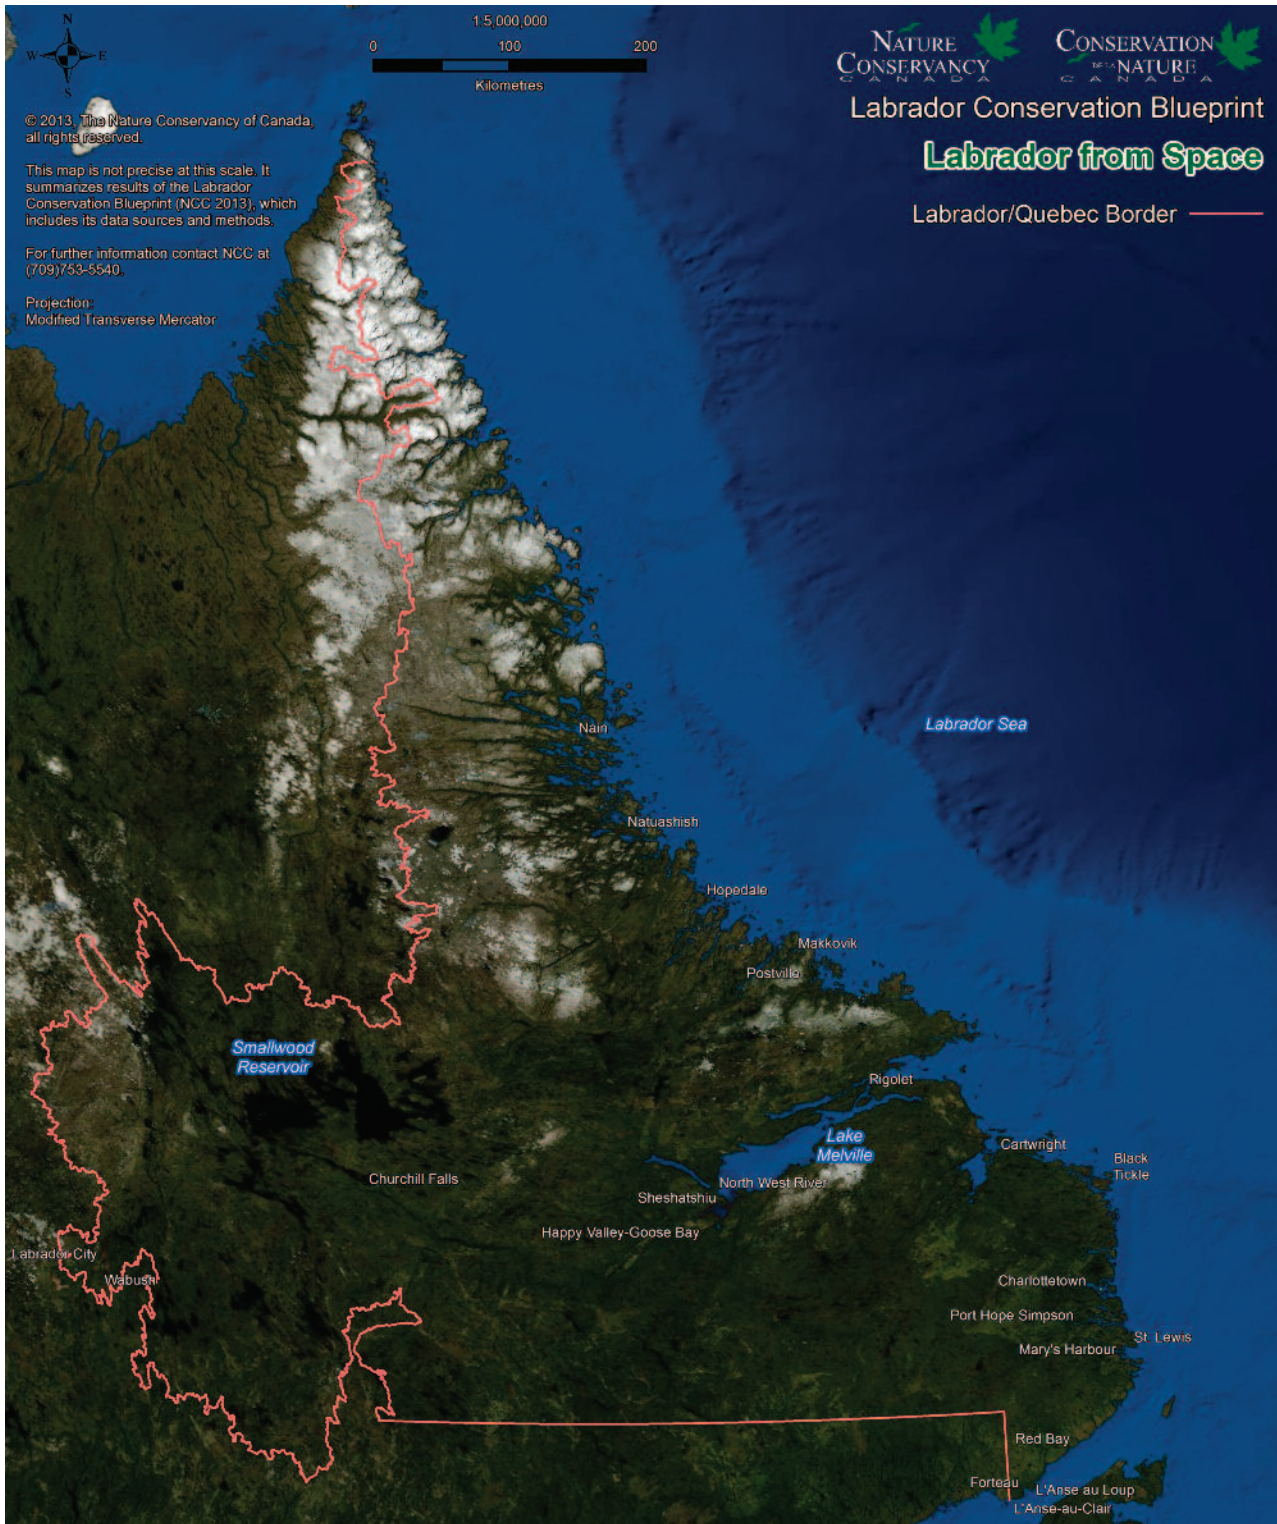 N
W
E
S
1:5,000,000
0 100 200
Kilometres
NATURE
CONSERVANCY
CANADA
CONSERVATION
DE LA NATURE
CANADA
Labrador Conservation Blueprint
Labrador from Space
Labrador/Quebec Border
© 2013, The Nature Conservancy of Canada,
all rights reserved.
This map is not precise at this scale. It
summarizes results of the Labrador
Conservation Blueprint (NCC 2013), which
includes its data sources and methods.
For further information contact NCC at
(709)753-5540.
Projection:
Modified Transverse Mercator
Labrador Sea
Nain
Natuashish
Hopedale
Makkovik
Postville
Smallwood
Reservoir
Rigolet
Lake
Melville
Cartwright
Black
Tickle
Churchill Falls
North West River
Sheshatshiu
Happy Valley-Goose Bay
Labrador City
Wabush
Charlottetown
Port Hope Simpson
St. Lewis
Mary's Harbour
Red Bay
Forteau
L'Anse au Loup
L'Anse-au-Clair